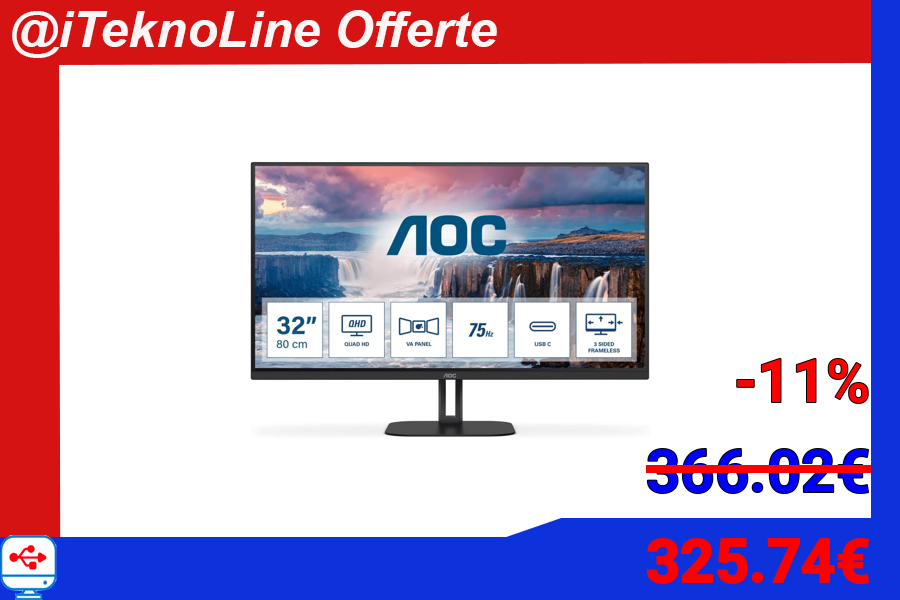 @iTeknoLine Offerte
AOC
32"
80 cm
QHD
QUAD HD
VA PANEL
75Hz
USB C
3 SIDED
FRAMELESS
AOC
-11%
366.02€
325.74€